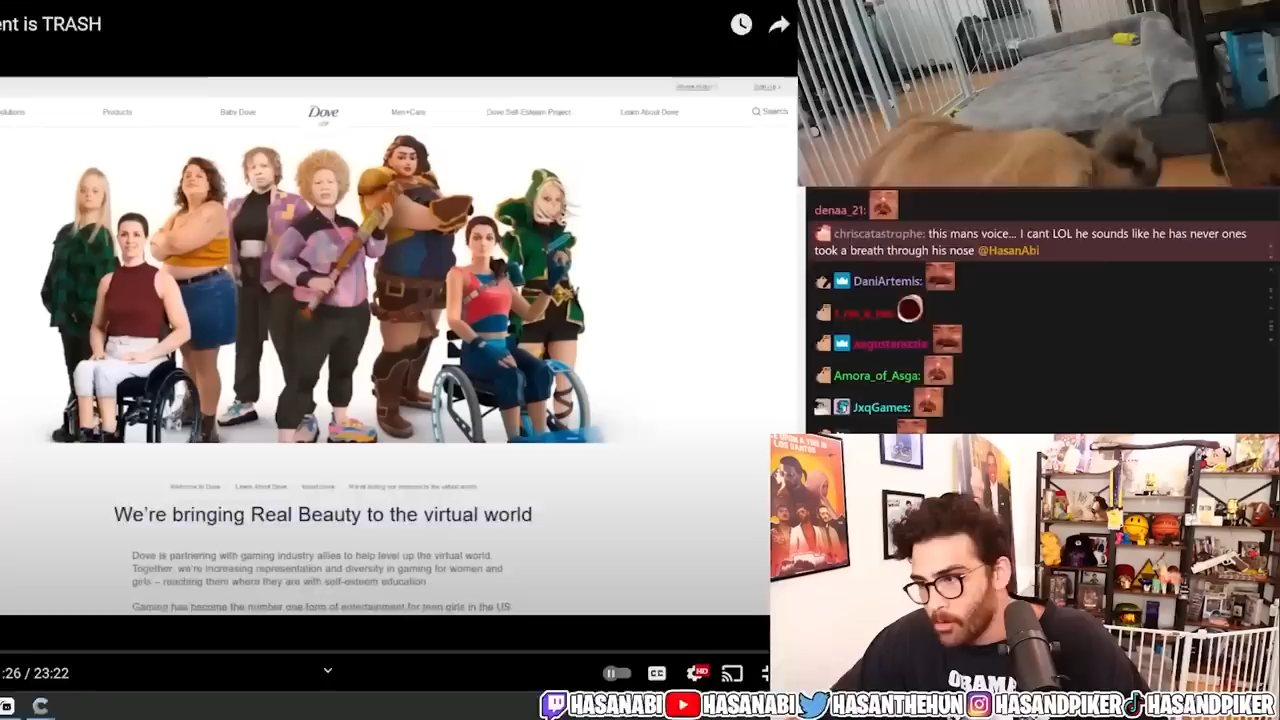 ent is TRASH
Products
Baby Dove
Dove
Men+Care
Dove Self-Esteem Project
Learn About Dove
Search
We're bringing Real Beauty to the virtual world
Dove is partnering with gaming industry allies to help level up the virtual world.
Together, we're increasing representation and diversity in gaming for women and
girls – reaching them where they are with self-esteem education
Gaming has become the number one form of entertainment for teen girls in the US
:26 / 23:22
CC
HD
denaa_21:
chriscatastrophe: this mans voice... I cant LOL he sounds like he has never ones
took a breath through his nose @HasanAbi
DaniArtemis:
Amora_of_Asga:
JxqGames:
LOS SANTOS
OBAMA
HASANABI HASANABI HASANTHEHUN HASANDPIKER HASANDPIKER